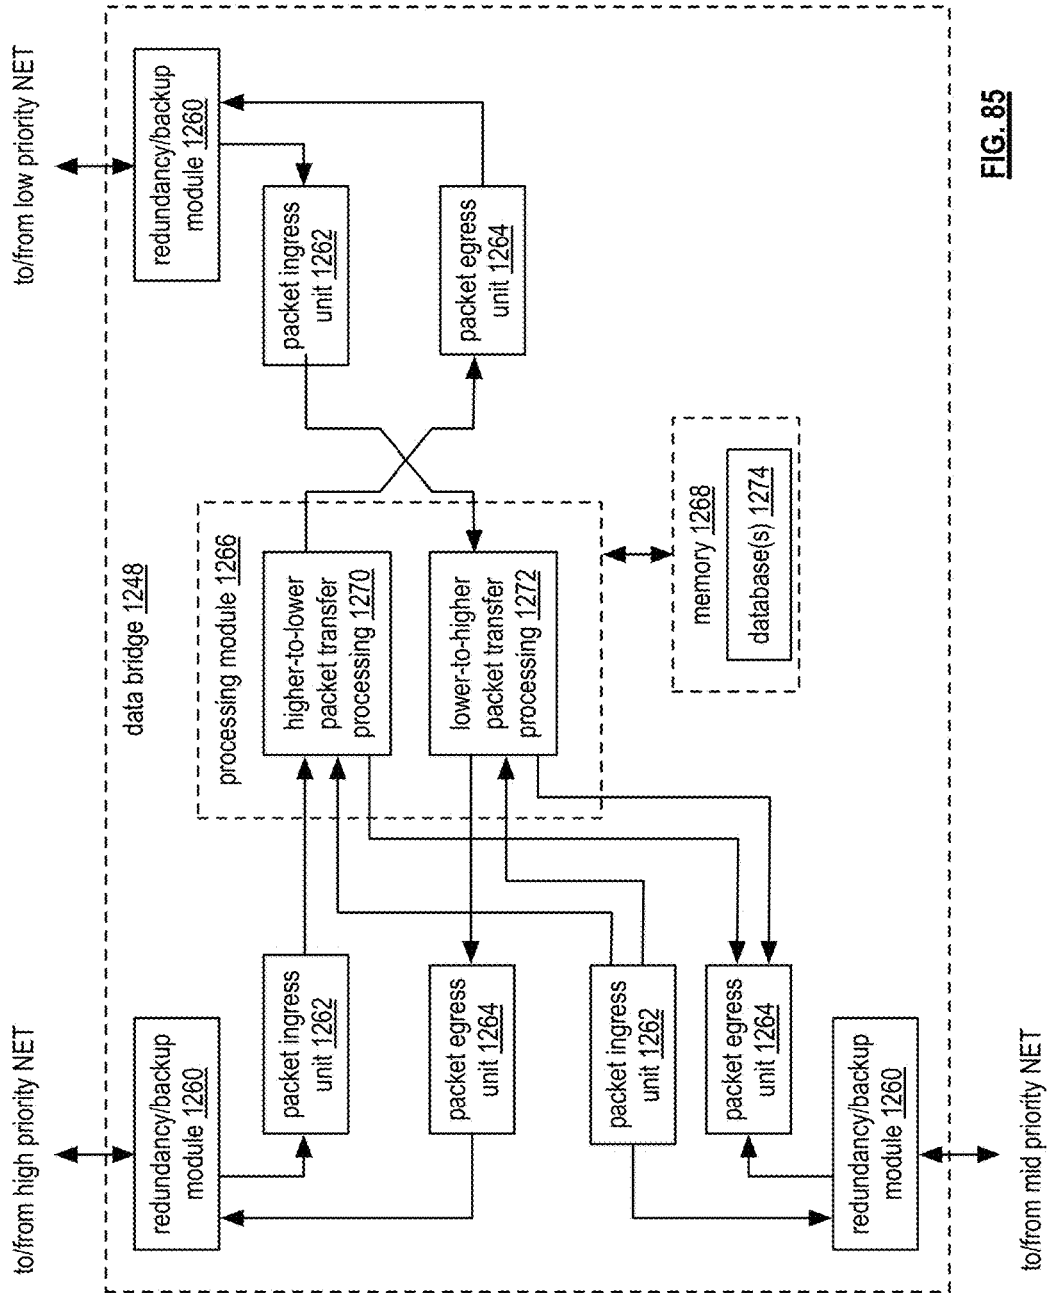 to/from high priority NET
to/from low priority NET
data bridge 1248
redundancy/backup
module 1260
redundancy/backup
module 1260
processing module 1266
packet ingress
unit 1262
higher-to-lower
packet transfer
processing 1270
packet ingress
unit 1262
packet egress
unit 1264
lower-to-higher
packet transfer
processing 1272
packet egress
unit 1264
packet ingress
unit 1262
packet egress
unit 1264
memory 1268
database(s) 1274
redundancy/backup
module 1260
to/from mid priority NET
FIG. 85